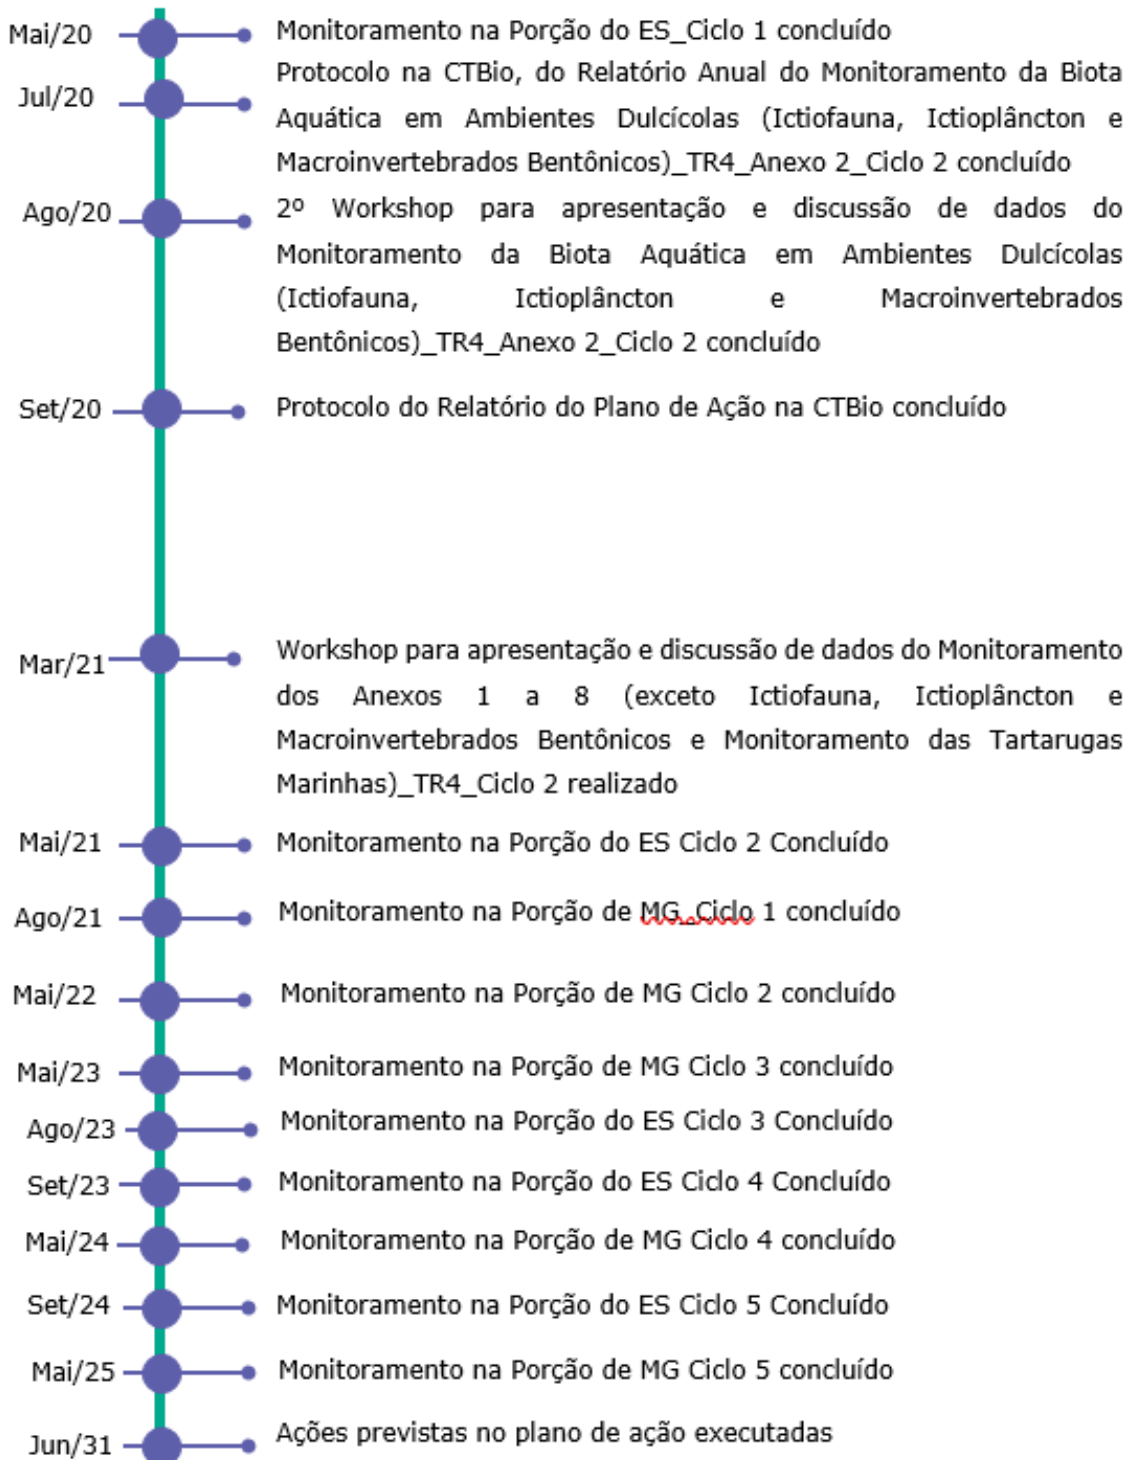 Mai/20 Monitoramento na Porção do ES_Ciclo 1 concluído
Jul/20 Protocolo na CTBio, do Relatório Anual do Monitoramento da Biota
Aquática em Ambientes Dulcícolas (Ictiofauna, Ictioplâncton e
Macroinvertebrados Bentônicos)_TR4_Anexo 2_Ciclo 2 concluído
Ago/20 2º Workshop para apresentação e discussão de dados do
Monitoramento da Biota Aquática em Ambientes Dulcícolas
(Ictiofauna, Ictioplâncton e Macroinvertebrados
Bentônicos)_TR4_Anexo 2_Ciclo 2 concluído
Set/20 Protocolo do Relatório do Plano de Ação na CTBio concluído
Mar/21 Workshop para apresentação e discussão de dados do Monitoramento
dos Anexos 1 a 8 (exceto Ictiofauna, Ictioplâncton e
Macroinvertebrados Bentônicos e Monitoramento das Tartarugas
Marinhas)_TR4_Ciclo 2 realizado
Mai/21 Monitoramento na Porção do ES Ciclo 2 Concluído
Ago/21 Monitoramento na Porção de MG_Ciclo 1 concluído
Mai/22 Monitoramento na Porção de MG Ciclo 2 concluído
Mai/23 Monitoramento na Porção de MG Ciclo 3 concluído
Ago/23 Monitoramento na Porção do ES Ciclo 3 Concluído
Set/23 Monitoramento na Porção do ES Ciclo 4 Concluído
Mai/24 Monitoramento na Porção de MG Ciclo 4 concluído
Set/24 Monitoramento na Porção do ES Ciclo 5 Concluído
Mai/25 Monitoramento na Porção de MG Ciclo 5 concluído
Jun/31 Ações previstas no plano de ação executadas